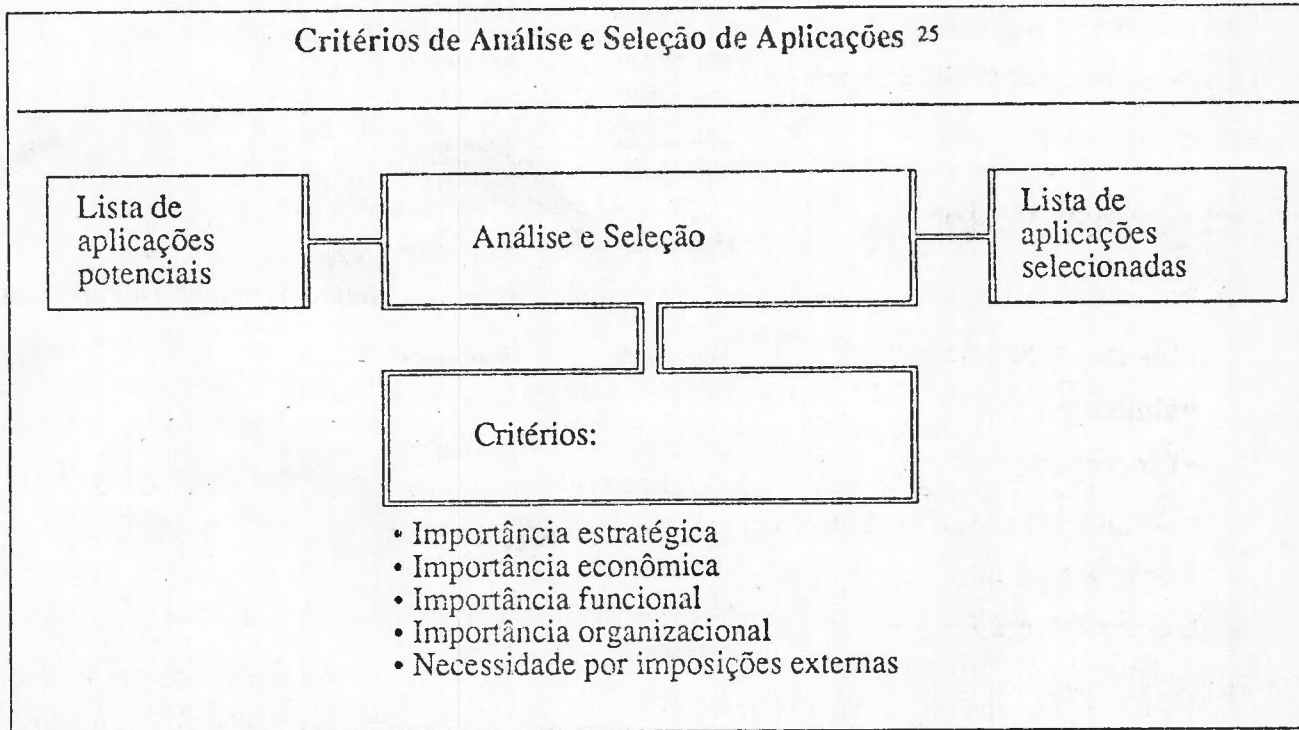 Critérios de Análise e Seleção de Aplicações 25
Lista de
aplicações
potenciais
Análise e Seleção
Lista de
aplicações
selecionadas
Critérios:
• Importância estratégica
• Importância econômica
• Importância funcional
• Importância organizacional
• Necessidade por imposições externas